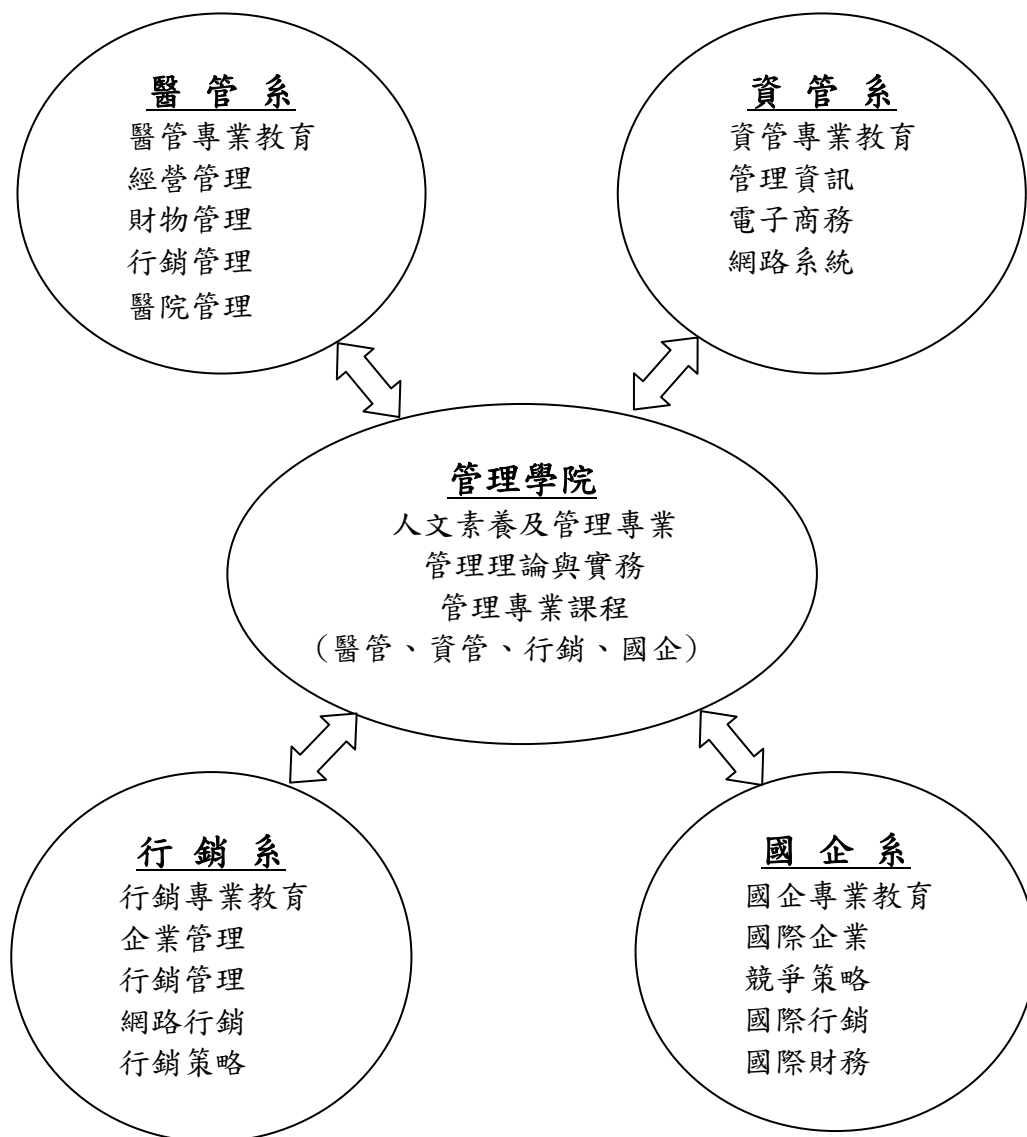 醫 管 系
醫管專業教育
經營管理
財物管理
行銷管理
醫院管理
資 管 系
資管專業教育
管理資訊
電子商務
網路系統
管理學院
人文素養及管理專業
管理理論與實務
管理專業課程
（醫管、資管、行銷、國企）
行 銷 系
行銷專業教育
企業管理
行銷管理
網路行銷
行銷策略
國 企 系
國企專業教育
國際企業
競爭策略
國際行銷
國際財務